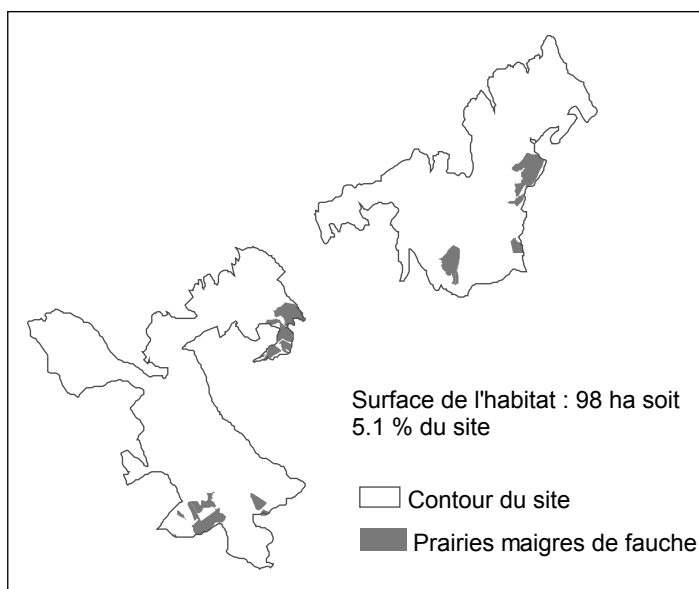 Surface de l'habitat : 98 ha soit
5.1 % du site
Contour du site
Prairies maigres de fauche